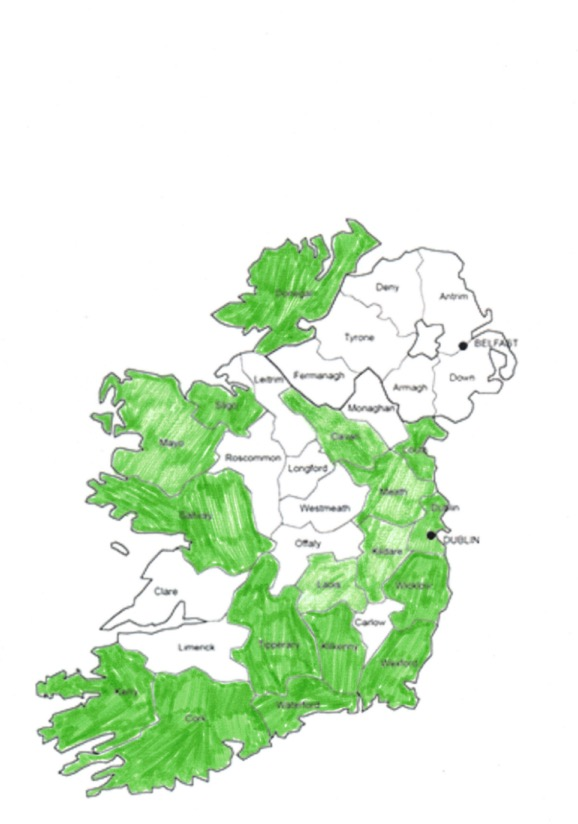 Donegal
Deny
Antrim
Tyrone
BELFAST
Leitrim
Fermanagh
Armagh
Down
Monaghan
Sligo
Mayo
Cavan
Louth
Roscommon
Longford
Meath
Westmeath
Dublin
Galway
DUBLIN
Offaly
Kildare
Clare
Laois
Wicklow
Carlow
Limerick
Tipperary
Kilkenny
Wexford
Kerry
Waterford
Cork